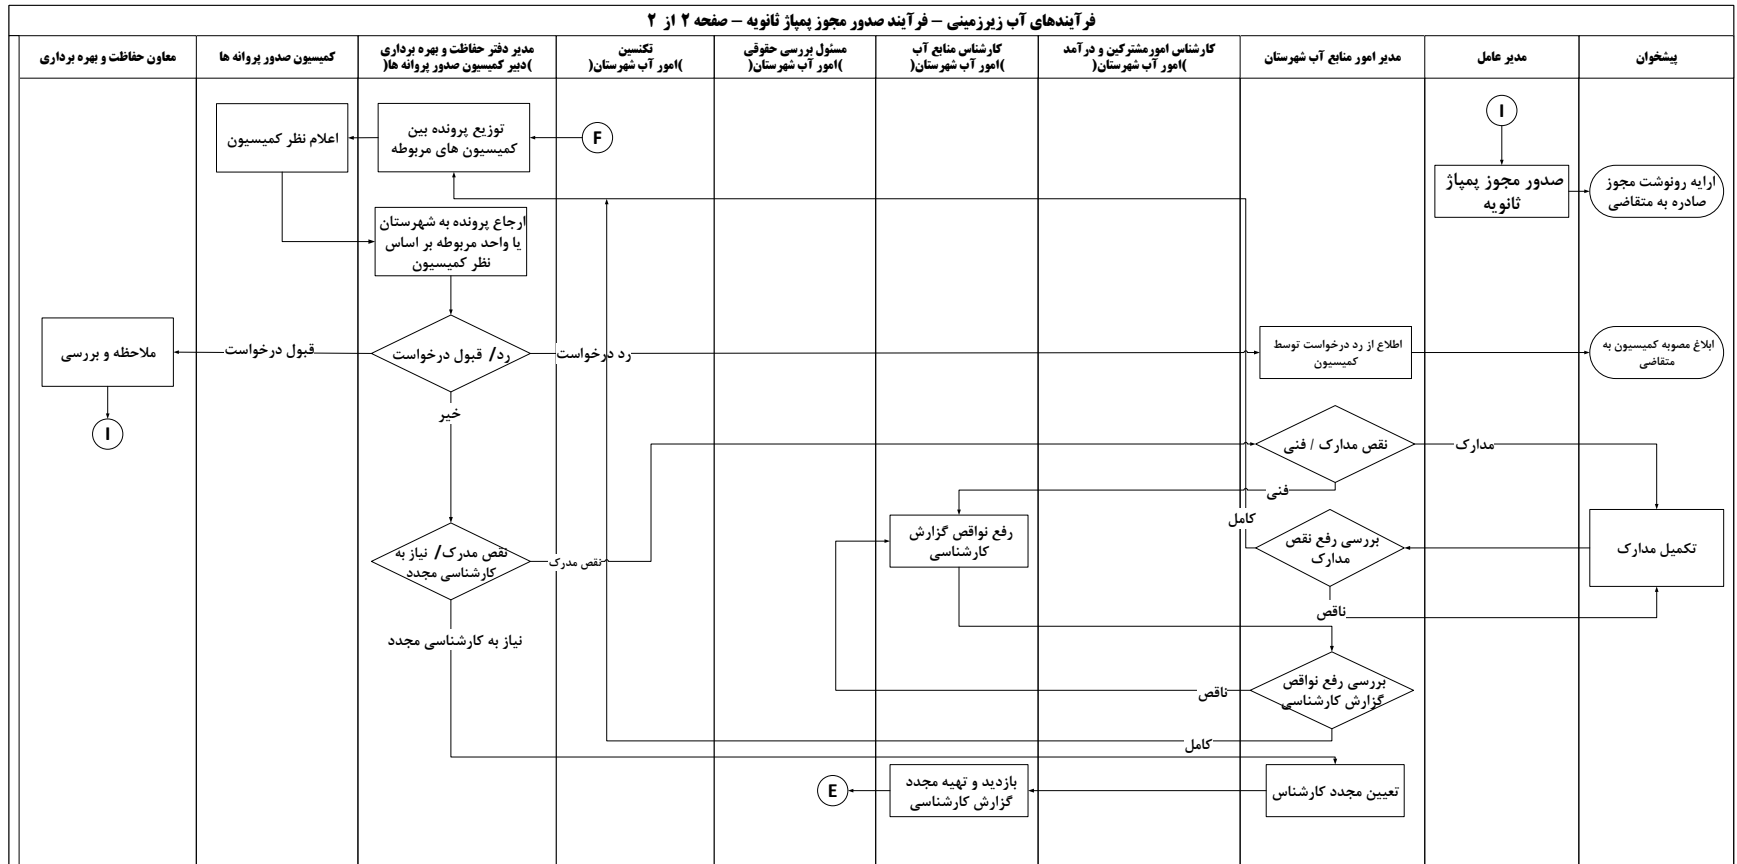 فرآیندهای آب زیرزمینی – فرآیند صدور مجوز پمپاژ ثانویه – صفحه ۲ از ۲
پیشخوان
مدیر عامل
مدیر امور منابع آب شهرستان
کارشناس امورمشترکین و درآمد
)امور آب شهرستان(
کارشناس منابع آب
)امور آب شهرستان(
مسئول بررسی حقوقی
)امور آب شهرستان(
تکنسین
)امور آب شهرستان(
مدیر دفتر حفاظت و بهره برداری
)دبیر کمیسیون صدور پروانه ها(
کمیسیون صدور پروانه ها
معاون حفاظت و بهره برداری
I
F
توزیع پرونده بین
کمیسیون های مربوطه
اعلام نظر کمیسیون
صدور مجوز پمپاژ
ثانویه
ارایه رونوشت مجوز
صادره به متقاضی
ارجاع پرونده به شهرستان
یا واحد مربوطه بر اساس
نظر کمیسیون
رد/ قبول درخواست
قبول درخواست
ملاحظه و بررسی
I
رد درخواست
اطلاع از رد درخواست توسط
کمیسیون
ابلاغ مصوبه کمیسیون به
متقاضی
خیر
نقص مدارک / فنی
مدارک
فنی
کامل
رفع نواقص گزارش
کارشناسی
بررسی رفع نقص
مدارک
تکمیل مدارک
نقص مدرک/ نیاز به
کارشناسی مجدد
نقص مدرک
ناقص
نیاز به کارشناسی مجدد
بررسی رفع نواقص
گزارش کارشناسی
ناقص
کامل
تعیین مجدد کارشناس
بازدید و تهیه مجدد
گزارش کارشناسی
E